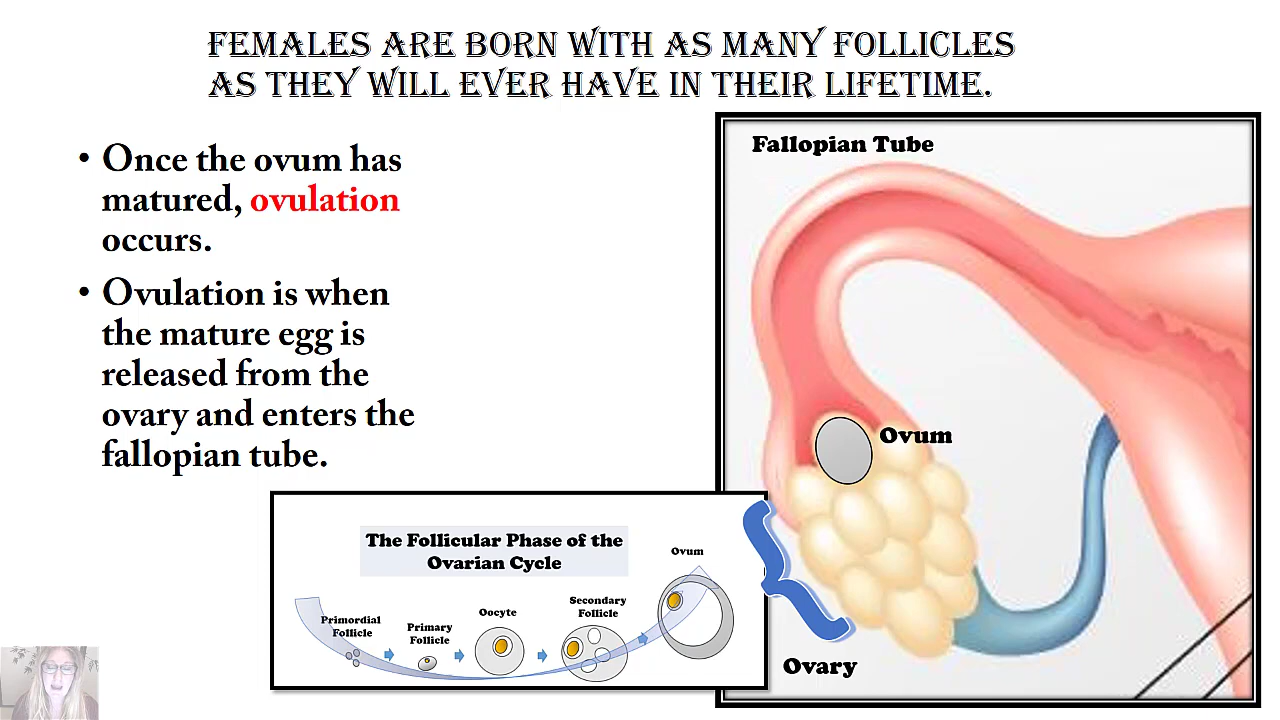 FEMALES ARE BORN WITH AS MANY FOLLICLES
AS THEY WILL EVER HAVE IN THEIR LIFETIME.
• Once the ovum has
matured, ovulation
occurs.
• Ovulation is when
the mature egg is
released from the
ovary and enters the
fallopian tube.
Fallopian Tube
Ovum
Ovary
The Follicular Phase of the
Ovarian Cycle
Primordial
Follicle
Primary
Follicle
Oocyte
Secondary
Follicle
Ovum